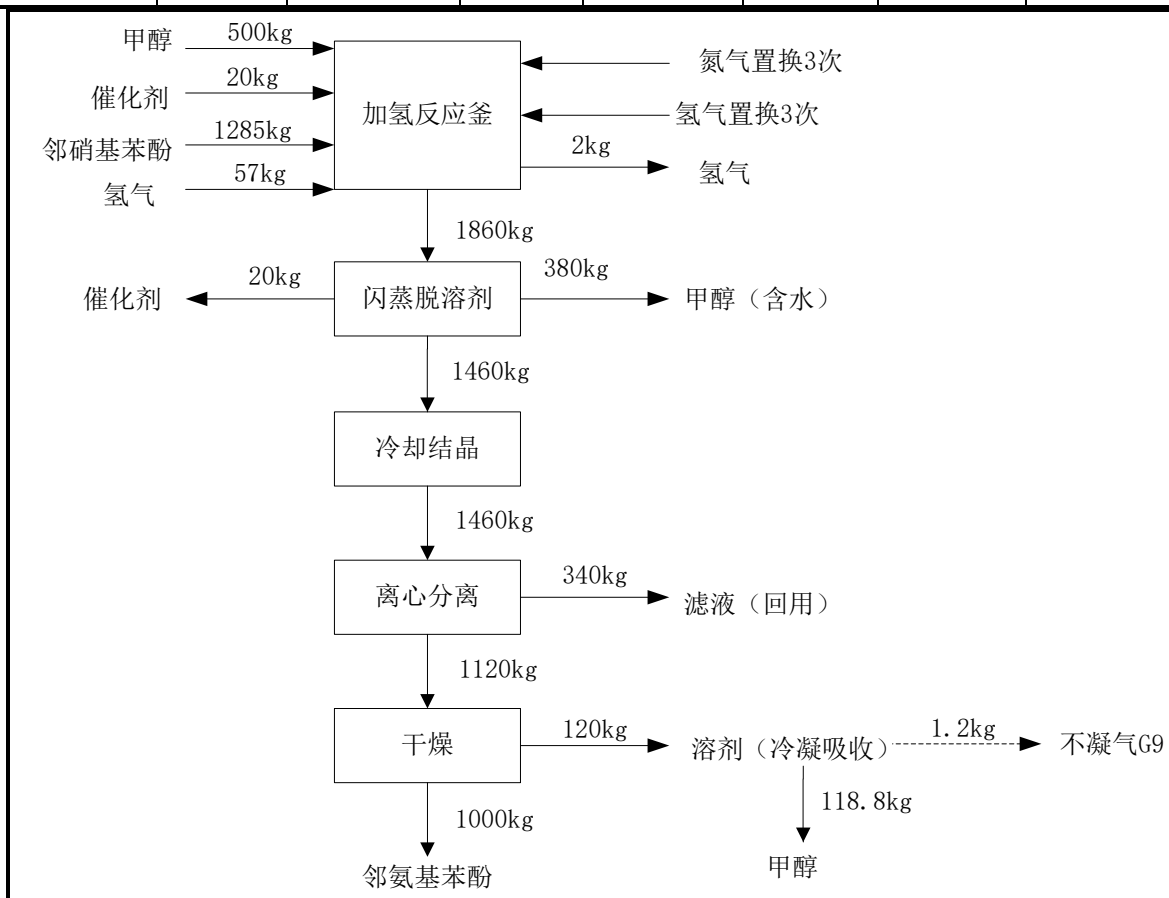 甲醇
500kg
催化剂
20kg
邻硝基苯酚
1285kg
氢气
57kg
加氢反应釜
氮气置换3次
氢气置换3次
2kg
氢气
1860kg
催化剂
20kg
闪蒸脱溶剂
380kg
甲醇（含水）
1460kg
冷却结晶
1460kg
离心分离
340kg
滤液（回用）
1120kg
干燥
120kg
溶剂（冷凝吸收）
1.2kg
不凝气G9
118.8kg
甲醇
1000kg
邻氨基苯酚